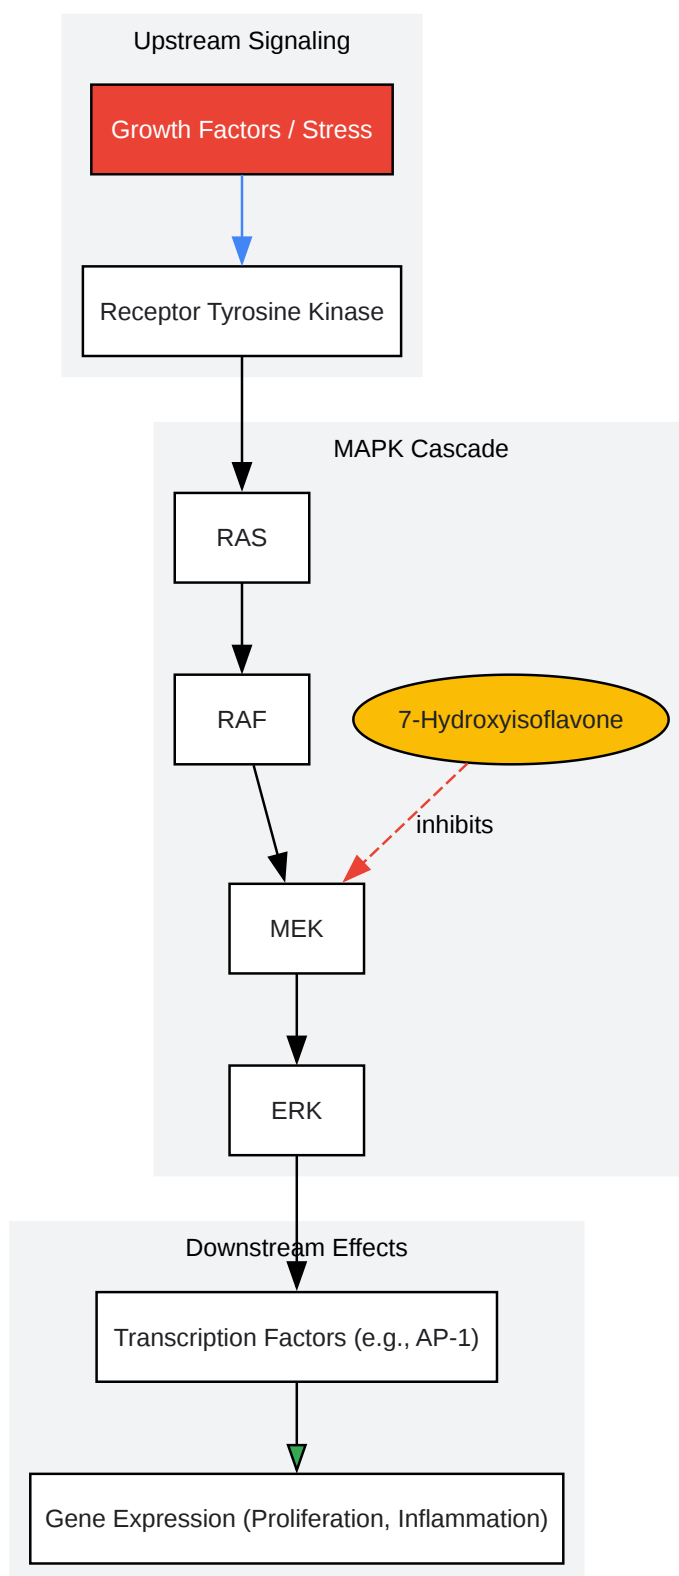 Upstream Signaling
Growth Factors / Stress
Receptor Tyrosine Kinase
MAPK Cascade
RAS
RAF
7-Hydroxyisoflavone
inhibits
MEK
ERK
Downstream Effects
Transcription Factors (e.g., AP-1)
Gene Expression (Proliferation, Inflammation)